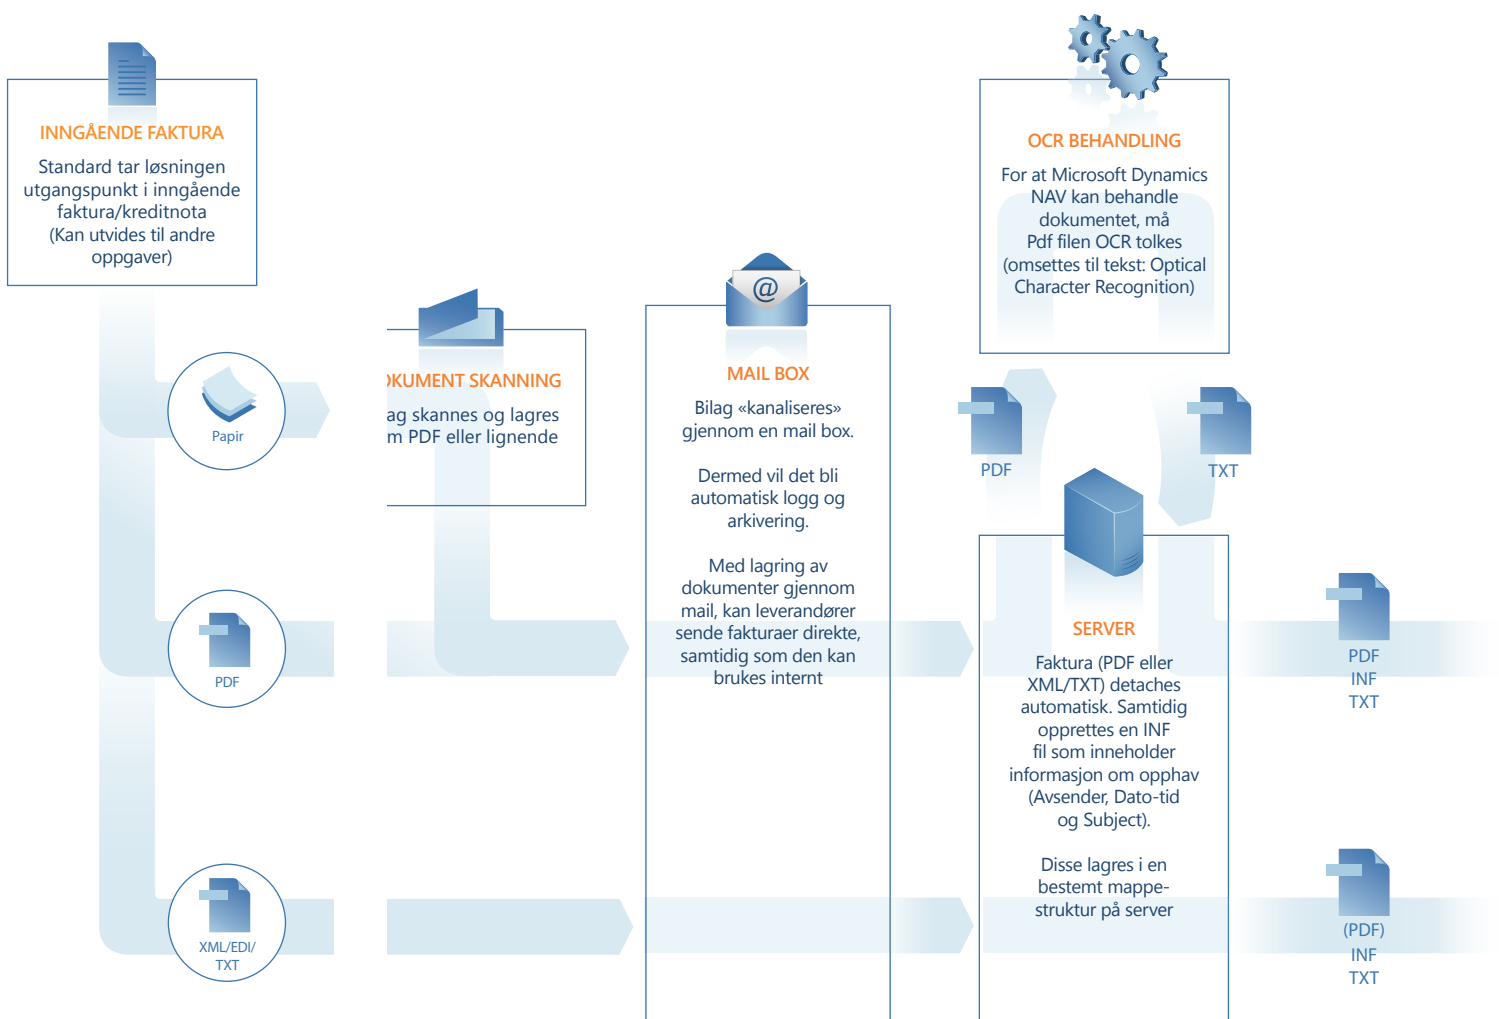 INNGÅENDE FAKTURA
Standard tar løsningen
utgangspunkt i inngående
faktura/kreditnota
(Kan utvides til andre
oppgaver)
Papir
PDF
XML/EDI/
TXT
KUMENT SKANNING
ag skannes og lagres
m PDF eller lignende
MAIL BOX
Bilag «kanaliseres»
gjennom en mail box.
Dermed vil det bli
automatisk logg og
arkivering.
Med lagring av
dokumenter gjennom
mail, kan leverandører
sende fakturaer direkte,
samtidig som den kan
brukes internt
OCR BEHANDLING
For at Microsoft Dynamics
NAV kan behandle
dokumentet, må
Pdf filen OCR tolkes
(omsettes til tekst: Optical
Character Recognition)
PDF
TXT
SERVER
Faktura (PDF eller
XML/TXT) detaches
automatisk. Samtidig
opprettes en INF
fil som inneholder
informasjon om opphav
(Avsender, Dato-tid
og Subject).
Disse lagres i en
bestemt mappe-
struktur på server
PDF
INF
TXT
(PDF)
INF
TXT